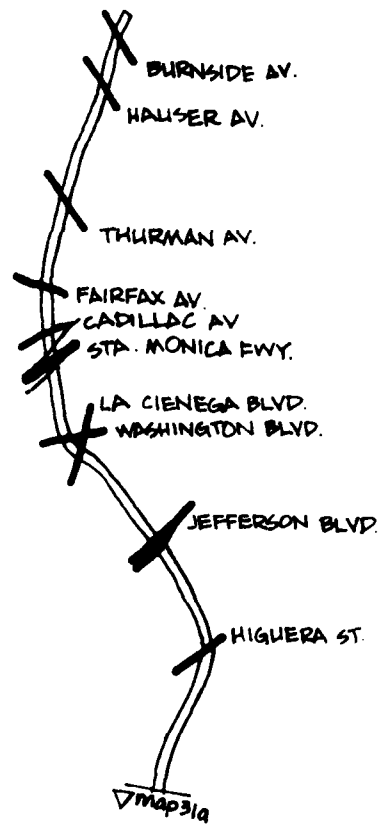 BURNSIDE AV.
HAUSER AV.
THURMAN AV.
FAIRFAX AV.
CADILLAC AV
STA. MONICA FWY.
LA CIENEGA BLVD.
WASHINGTON BLVD.
JEFFERSON BLVD.
HIGUERA ST.
map31a